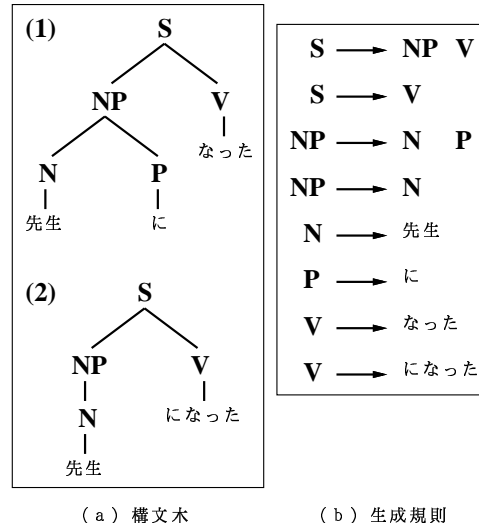 (1)
S
NP V
N P なった
先生 に
(2)
S
NP V
N になった
先生
(a)構文木
S → NP V
S → V
NP → N P
NP → N
N → 先生
P → に
V → なった
V → になった
(b)生成規則